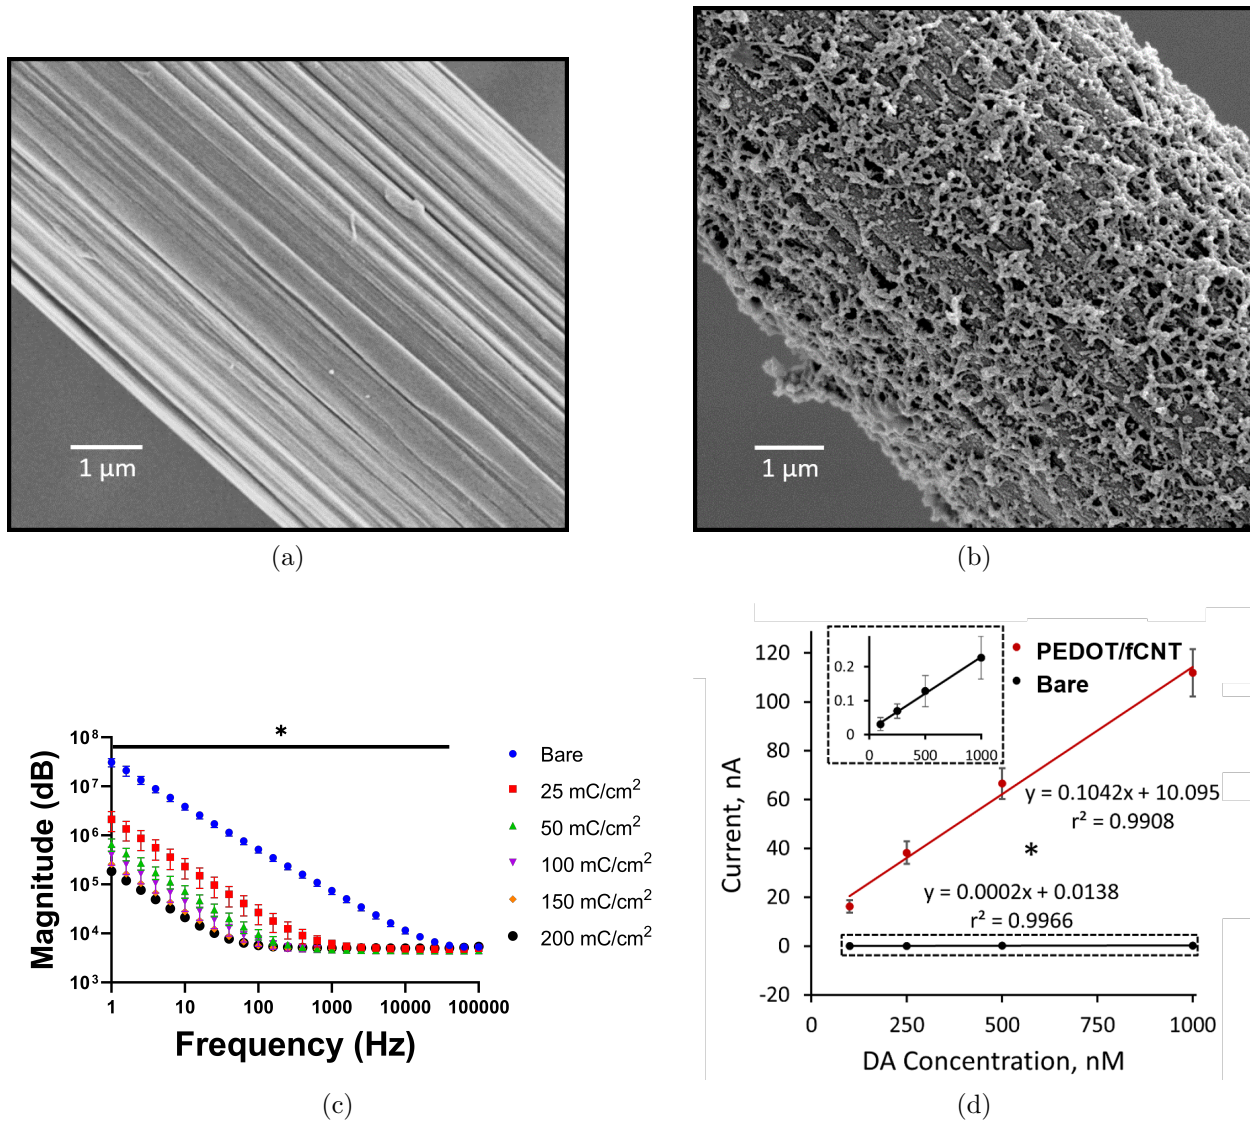 1 µm
(a)
1 µm
(b)
*
10⁸
10⁷
10⁶
10⁵
10⁴
10³
Magnitude (dB)
1 10 100 1000 10000 100000
Frequency (Hz)
Bare
25 mC/cm²
50 mC/cm²
100 mC/cm²
150 mC/cm²
200 mC/cm²
(c)
120
100
80
60
40
20
0
-20
Current, nA
0.2
0.1
0
0 500 1000
PEDOT/fCNT
Bare
y = 0.1042x + 10.095
r² = 0.9908
*
y = 0.0002x + 0.0138
r² = 0.9966
0 250 500 750 1000
DA Concentration, nM
(d)